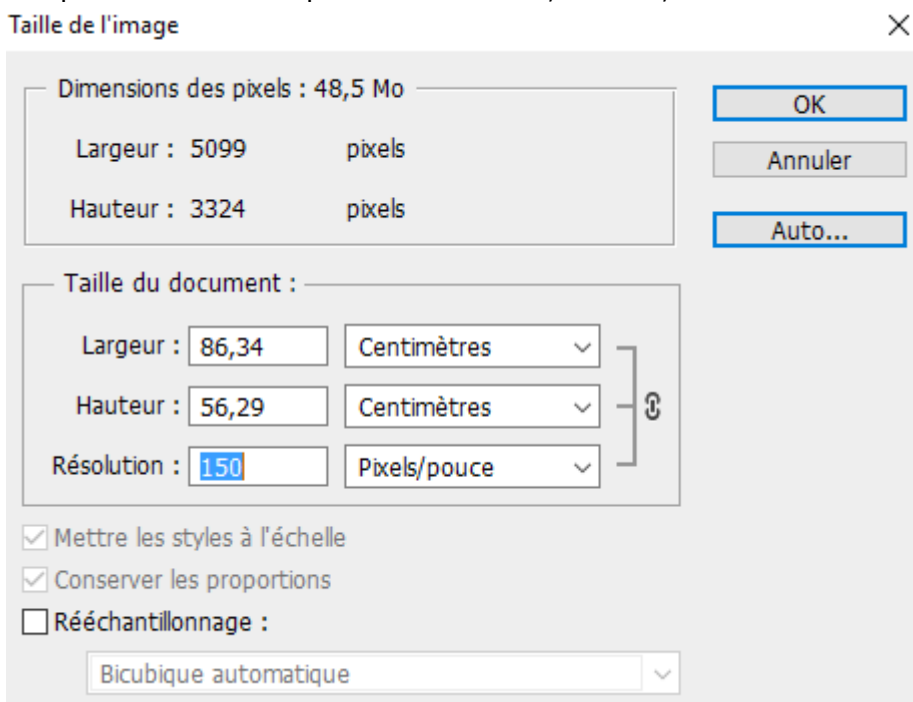 Taille de l'image
Dimensions des pixels : 48,5 Mo
OK
Largeur : 5099 pixels
Annuler
Hauteur : 3324 pixels
Auto...
Taille du document :
Largeur : 86,34 Centimètres
Hauteur : 56,29 Centimètres
Résolution : 150 Pixels/pouce
Mettre les styles à l'échelle
Conserver les proportions
Rééchantillonnage :
Bicubique automatique